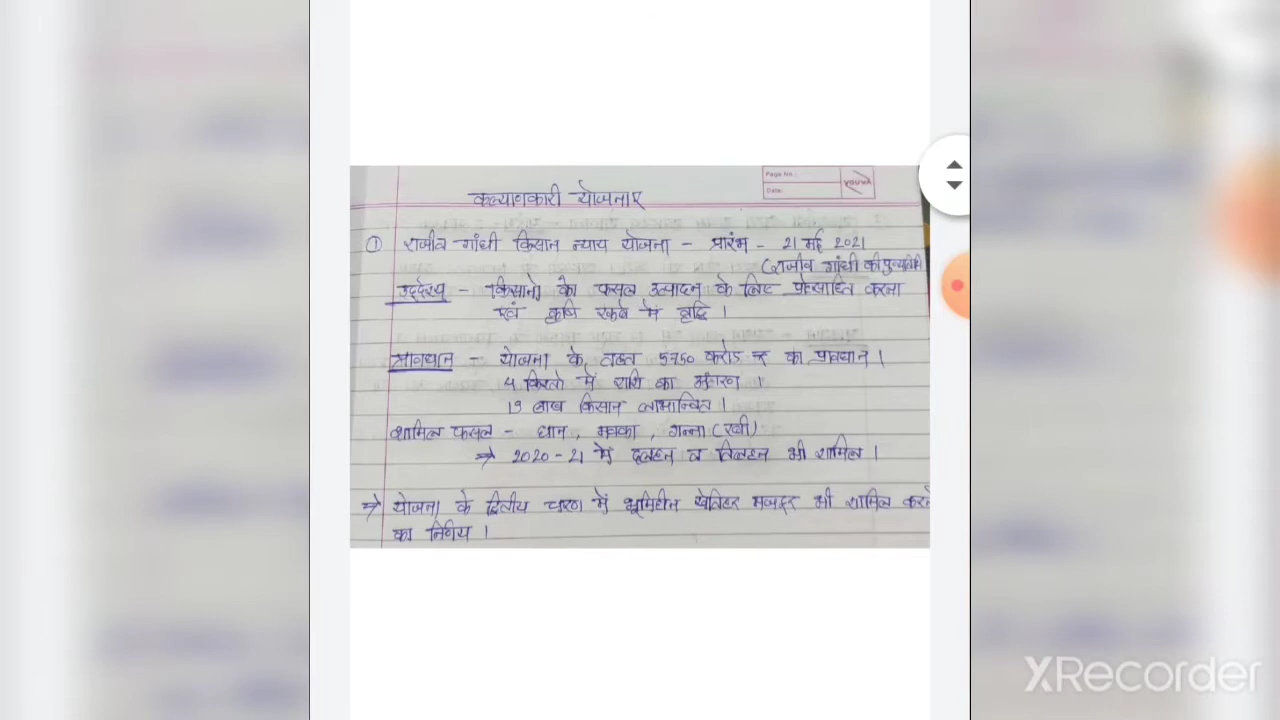 Page No.:
Date:
youva
कल्याणकारी योजनाए
① राजीव गांधी किसान न्याय योजना - प्रारंभ - 21 मई 2021
(राजीव गांधी की पुण्यतिथि
उद्देश्य - किसानो को फसल उत्पादन के लिए प्रोत्साहित करना
एवं कृषि रकबे में वृद्धि ।
प्रावधान - योजना के तहत 5750 करोड़ ₹ का प्रावधान ।
4 किस्तो में राशि का भुगतान ।
19 लाख किसान लाभान्वित ।
शामिल फसल - धान , मक्का , गन्ना (रबी)
⇒ 2020-21 में दलहन व तिलहन भी शामिल ।
⇒ योजना के द्वितीय चरण में भूमिहीन खेतिहर मजदूर भी शामिल करने
का निर्णय ।
XRecorder